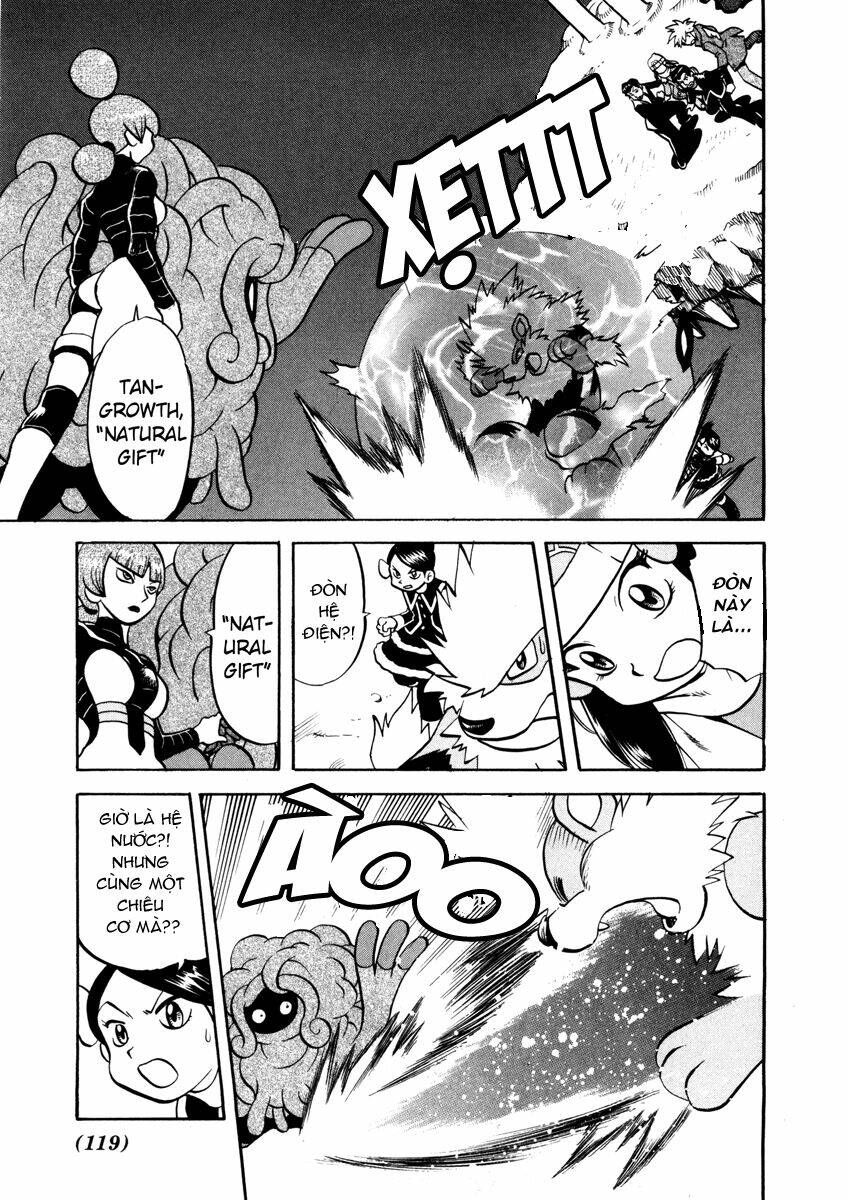 XẸTTT
TAN-
GROWTH,
"NATURAL
GIFT"
ĐÒN
NÀY
LÀ...
ĐÒN
HỆ
ĐIỆN?!
"NAT-
URAL
GIFT"
ÀOO
GIỜ LÀ HỆ
NƯỚC?!
NHƯNG
CÙNG MỘT
CHIÊU
CƠ MÀ??
(119)